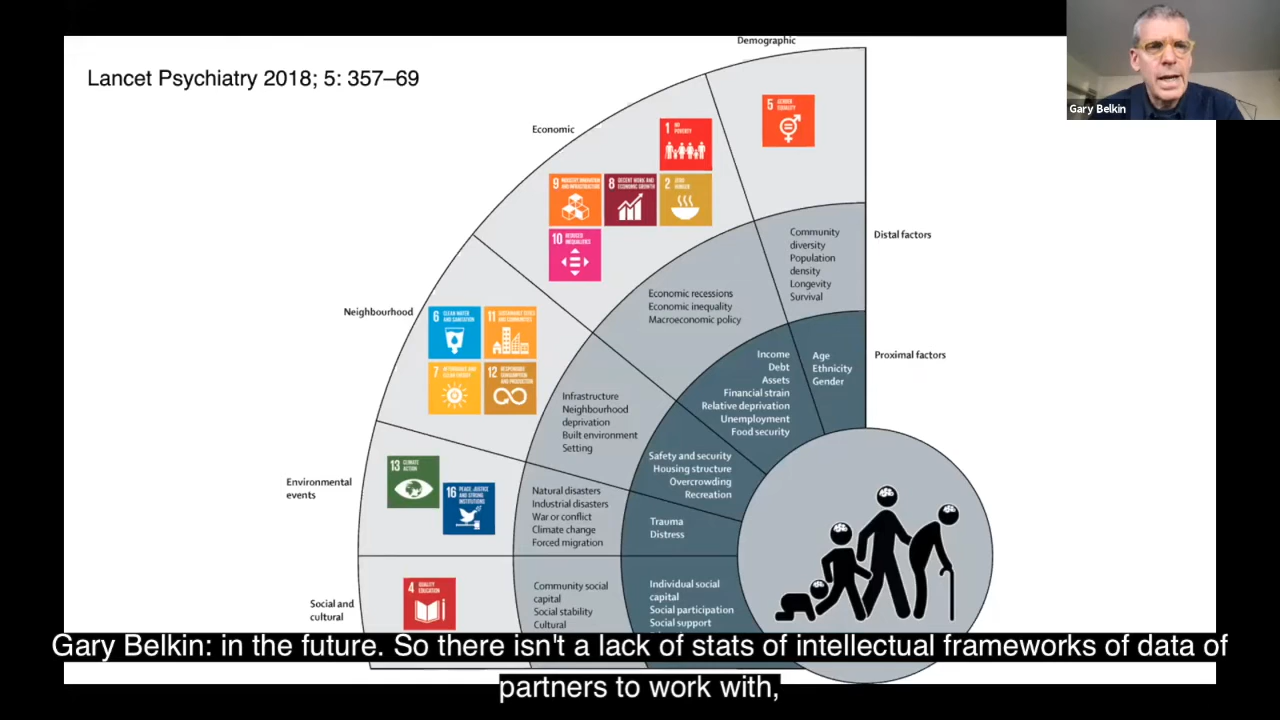 Demographic
Lancet Psychiatry 2018; 5: 357–69
Gary Belkin
Economic
5 GENDER
EQUALITY
1 NO
POVERTY
9 INDUSTRY, INNOVATION
AND INFRASTRUCTURE
8 DECENT WORK AND
ECONOMIC GROWTH
2 ZERO
HUNGER
10 REDUCED
INEQUALITIES
Community
diversity
Population
density
Longevity
Survival
Distal factors
Economic recessions
Economic inequality
Macroeconomic policy
Neighbourhood
6 CLEAN WATER
AND SANITATION
11 SUSTAINABLE CITIES
AND COMMUNITIES
7 AFFORDABLE AND
CLEAN ENERGY
12 RESPONSIBLE
CONSUMPTION
AND PRODUCTION
Income
Debt
Assets
Financial strain
Relative deprivation
Unemployment
Food security
Age
Ethnicity
Gender
Proximal factors
Infrastructure
Neighbourhood
deprivation
Built environment
Setting
Safety and security
Housing structure
Overcrowding
Recreation
Environmental
events
13 CLIMATE
ACTION
16 PEACE, JUSTICE
AND STRONG
INSTITUTIONS
Natural disasters
Industrial disasters
War or conflict
Climate change
Forced migration
Trauma
Distress
Social and
cultural
4 QUALITY
EDUCATION
Community social
capital
Social stability
Cultural
Individual social
capital
Social participation
Social support
Gary Belkin: in the future. So there isn't a lack of stats of intellectual frameworks of data of
partners to work with,